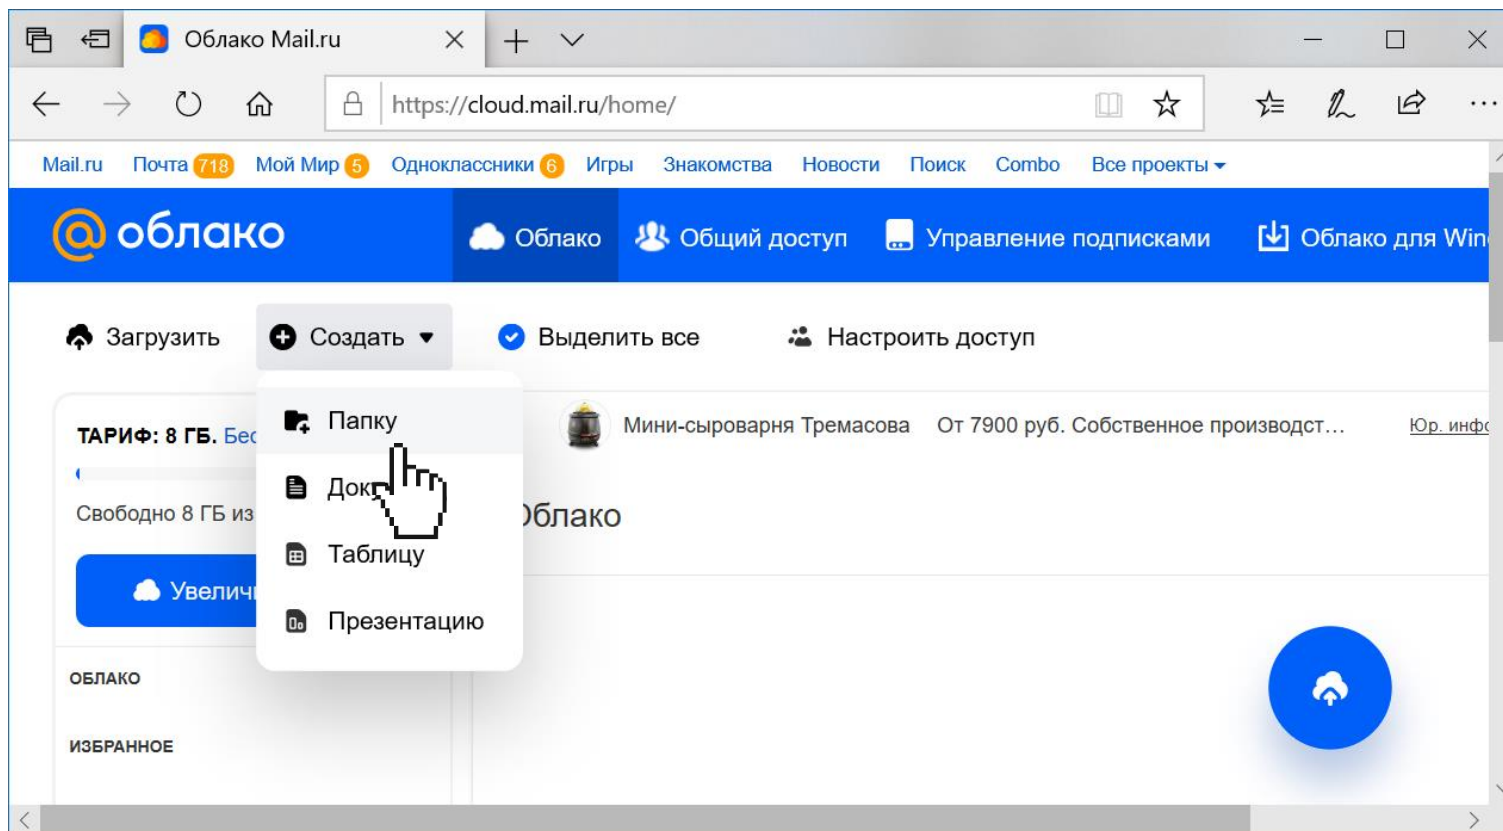 Облако Mail.ru
https://cloud.mail.ru/home/
Mail.ru Почта 718 Мой Мир 5 Одноклассники 6 Игры Знакомства Новости Поиск Combo Все проекты
@облако Облако Общий доступ Управление подписками Облако для Win
Загрузить Создать Выделить все Настроить доступ
Папку
Мини-сыроварня Тремасова От 7900 руб. Собственное производст... Юр. инфо
ТАРИФ: 8 ГБ. Бес
Свободно 8 ГБ из
Таблицу
Облако
Увеличи
Презентацию
ОБЛАКО
ИЗБРАННОЕ